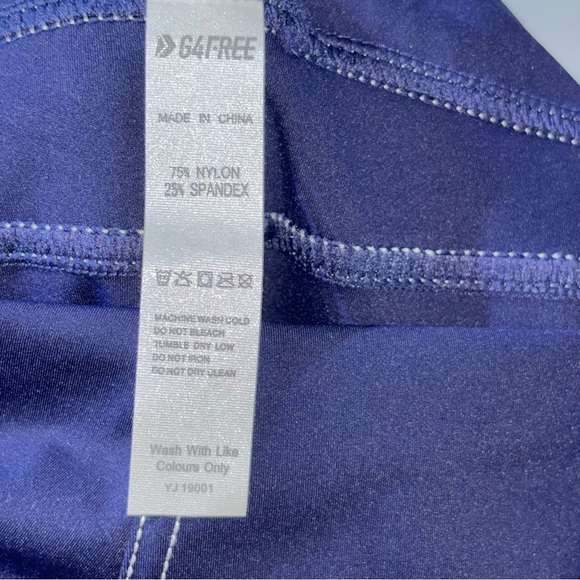 G4FREE
MADE IN CHINA
75% NYLON
25% SPANDEX
MACHINE WASH COLD
DO NOT BLEACH
TUMBLE DRY LOW
DO NOT IRON
DO NOT DRY CLEAN
Wash With Like
Colours Only
YJ 19001